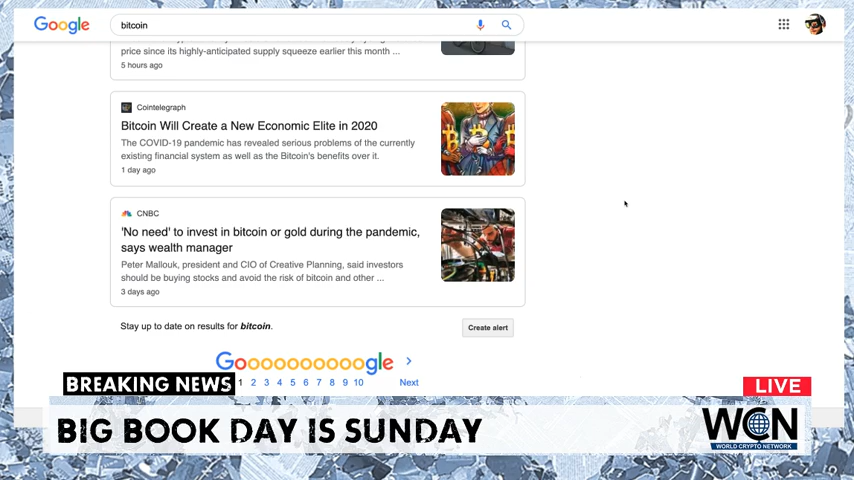 Google
bitcoin
price since its highly-anticipated supply squeeze earlier this month ...
5 hours ago
Cointelegraph
Bitcoin Will Create a New Economic Elite in 2020
The COVID-19 pandemic has revealed serious problems of the currently
existing financial system as well as the Bitcoin's benefits over it.
1 day ago
CNBC
'No need' to invest in bitcoin or gold during the pandemic,
says wealth manager
Peter Mallouk, president and CIO of Creative Planning, said investors
should be buying stocks and avoid the risk of bitcoin and other ...
3 days ago
Stay up to date on results for bitcoin.
Create alert
Goooooooooogle
1 2 3 4 5 6 7 8 9 10 Next
BREAKING NEWS
LIVE
BIG BOOK DAY IS SUNDAY
WCN
WORLD CRYPTO NETWORK